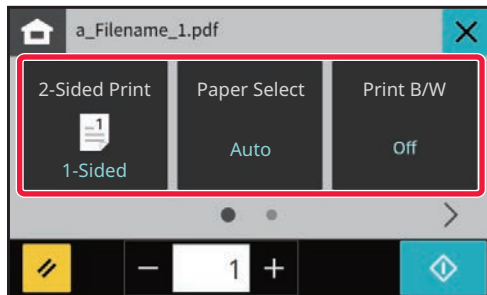 a_Filename_1.pdf
2-Sided Print Paper Select Print B/W
1
1-Sided Auto Off
1